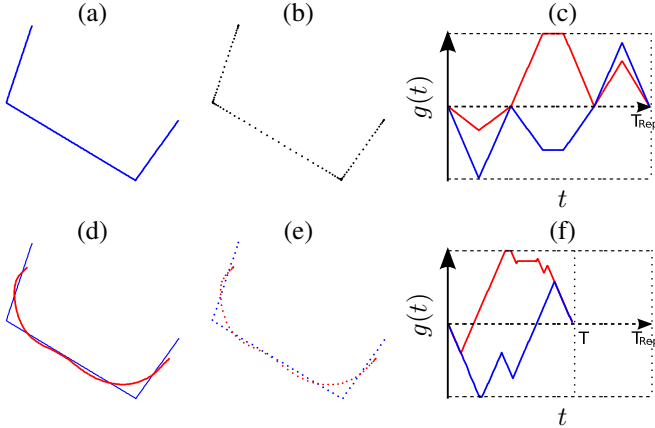 (a) (b) (c)
g(t)
T_Rep
t
(d) (e) (f)
g(t)
T T_Rep
t